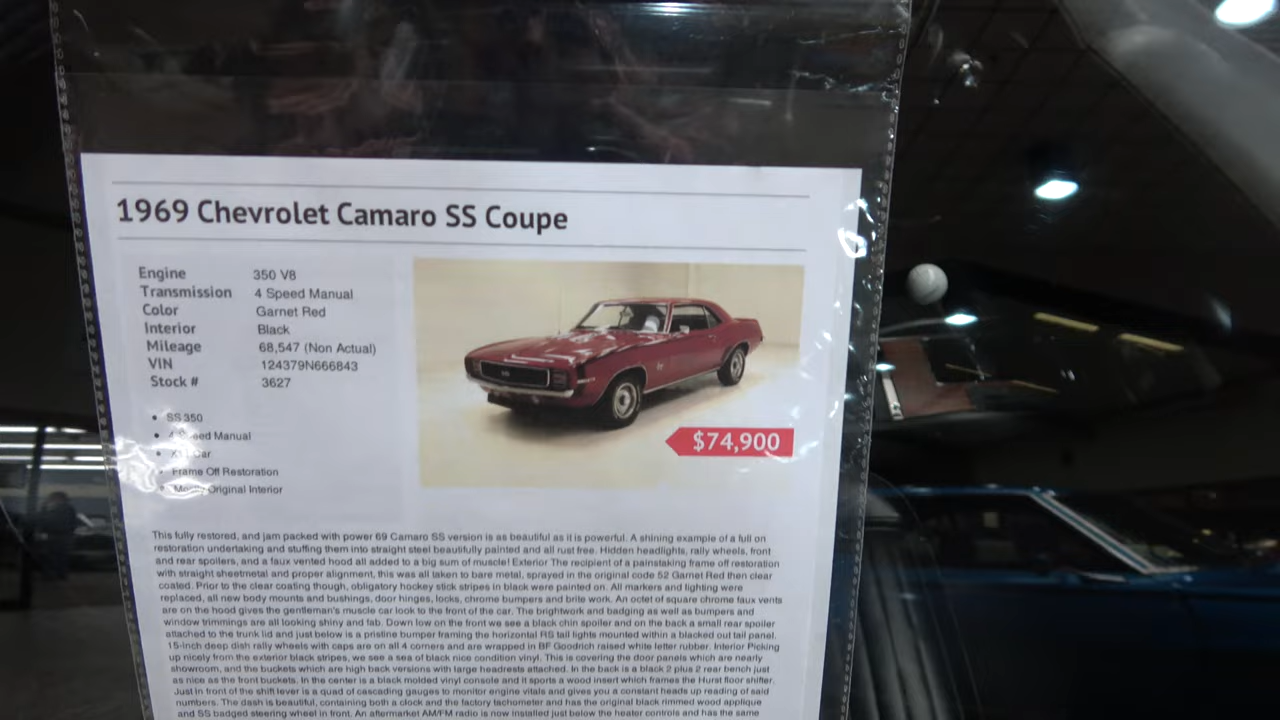 1969 Chevrolet Camaro SS Coupe
Engine 350 V8
Transmission 4 Speed Manual
Color Garnet Red
Interior Black
Mileage 68,547 (Non Actual)
VIN 124379N666843
Stock # 3627
• SS 350
• 4 Speed Manual
• Car
• Frame Off Restoration
• Mostly Original Interior
$74,900
This fully restored, and jam packed with power 69 Camaro SS version is as beautiful as it is powerful. A shining example of a full on
restoration undertaking and stuffing them into straight steel beautifully painted and all rust free. Hidden headlights, rally wheels, front
and rear spoilers, and a faux vented hood all added to a big sum of muscle! Exterior The recipient of a painstaking frame off restoration
with straight sheetmetal and proper alignment, this was all taken to bare metal, sprayed in the original code 52 Garnet Red then clear
coated. Prior to the clear coating though, obligatory hockey stick stripes in black were painted on. All markers and lighting were
replaced, all new body mounts and bushings, door hinges, locks, chrome bumpers and brite work. An octet of square chrome faux vents
are on the hood gives the gentleman's muscle car look to the front of the car. The brightwork and badging as well as bumpers and
window trimmings are all looking shiny and fab. Down low on the front we see a black chin spoiler and on the back a small rear spoiler
attached to the trunk lid and just below is a pristine bumper framing the horizontal RS tail lights mounted within a blacked out tail panel.
15-inch deep dish rally wheels with caps are on all 4 corners and are wrapped in BF Goodrich raised white letter rubber. Interior Picking
up nicely from the exterior black stripes, we see a sea of black nice condition vinyl. This is covering the door panels which are nearly
showroom, and the buckets which are high back versions with large headrests attached. In the back is a black 2 plus 2 rear bench just
as nice as the front buckets. In the center is a black molded vinyl console and it sports a wood insert which frames the Hurst floor shifter.
Just in front of the shift lever is a quad of cascading gauges to monitor engine vitals and gives you a constant heads up reading of said
numbers. The dash is beautiful, containing both a clock and the factory tachometer and has the original black rimmed wood applique
and SS badged steering wheel in front. An aftermarket AM/FM radio is now installed just below the heater controls and has the same